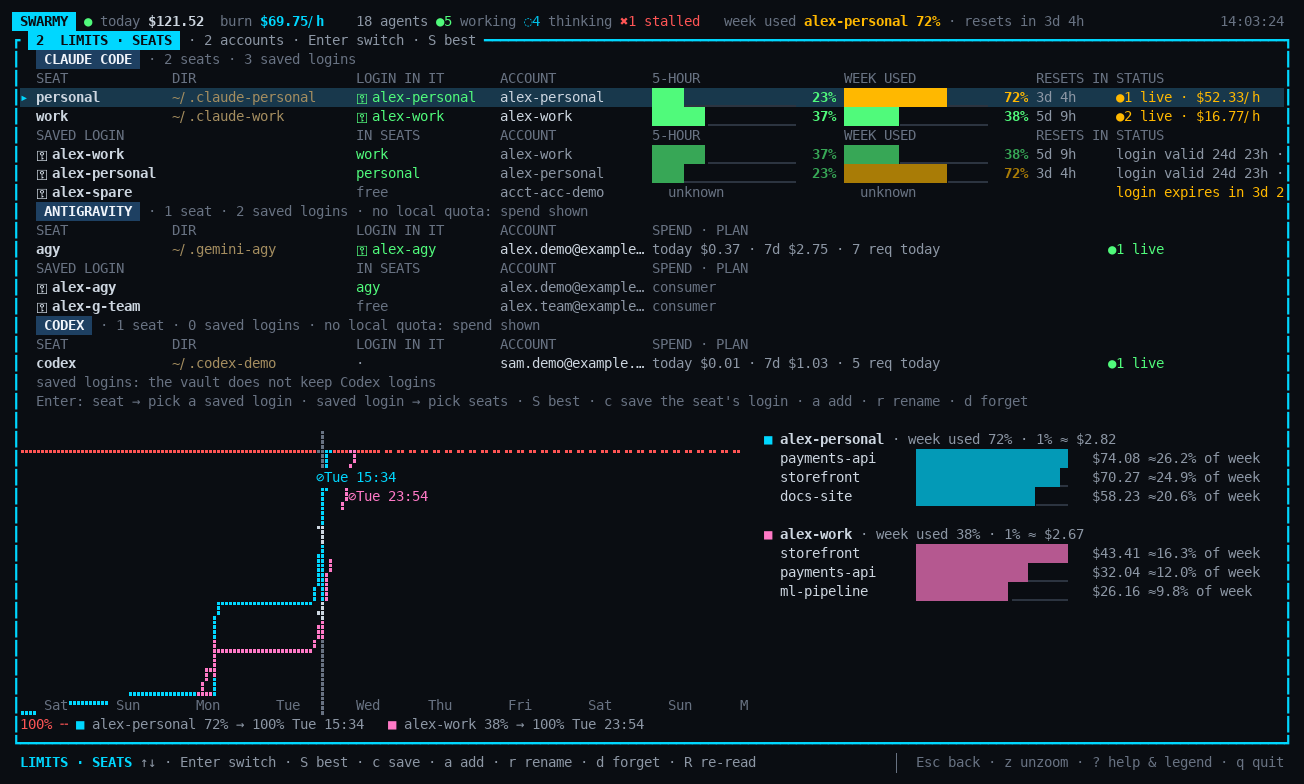 SWARMY ● today $121.52 burn $69.75/h 18 agents ●5 working ◌4 thinking ✖1 stalled week used alex-personal 72% · resets in 3d 4h 14:03:24
2 LIMITS · SEATS · 2 accounts · Enter switch · S best
CLAUDE CODE · 2 seats · 3 saved logins
SEAT DIR LOGIN IN IT ACCOUNT 5-HOUR WEEK USED RESETS IN STATUS
▸ personal ~/.claude-personal ⚿ alex-personal alex-personal 23% 72% 3d 4h ●1 live · $52.33/h
work ~/.claude-work ⚿ alex-work alex-work 37% 38% 5d 9h ●2 live · $16.77/h
SAVED LOGIN IN SEATS ACCOUNT 5-HOUR WEEK USED RESETS IN STATUS
⚿ alex-work work alex-work 37% 38% 5d 9h login valid 24d 23h ·
⚿ alex-personal personal alex-personal 23% 72% 3d 4h login valid 24d 23h ·
⚿ alex-spare free acct-acc-demo unknown unknown login expires in 3d 2
ANTIGRAVITY · 1 seat · 2 saved logins · no local quota: spend shown
SEAT DIR LOGIN IN IT ACCOUNT SPEND · PLAN
agy ~/.gemini-agy ⚿ alex-agy alex.demo@example… today $0.37 · 7d $2.75 · 7 req today ●1 live
SAVED LOGIN IN SEATS ACCOUNT SPEND · PLAN
⚿ alex-agy agy alex.demo@example… consumer
⚿ alex-g-team free alex.team@example… consumer
CODEX · 1 seat · 0 saved logins · no local quota: spend shown
SEAT DIR LOGIN IN IT ACCOUNT SPEND · PLAN
codex ~/.codex-demo · sam.demo@example.… today $0.01 · 7d $1.03 · 5 req today ●1 live
saved logins: the vault does not keep Codex logins
Enter: seat → pick a saved login · saved login → pick seats · S best · c save the seat's login · a add · r rename · d forget
■ alex-personal · week used 72% · 1% ≈ $2.82
payments-api $74.08 ≈26.2% of week
storefront $70.27 ≈24.9% of week
docs-site $58.23 ≈20.6% of week
■ alex-work · week used 38% · 1% ≈ $2.67
storefront $43.41 ≈16.3% of week
payments-api $32.04 ≈12.0% of week
ml-pipeline $26.16 ≈9.8% of week
⊘Tue 15:34
⊘Tue 23:54
Sat Sun Mon Tue Wed Thu Fri Sat Sun M
100% ╌ ■ alex-personal 72% → 100% Tue 15:34 ■ alex-work 38% → 100% Tue 23:54
LIMITS · SEATS ↑↓ · Enter switch · S best · c save · a add · r rename · d forget · R re-read Esc back · z unzoom · ? help & legend · q quit